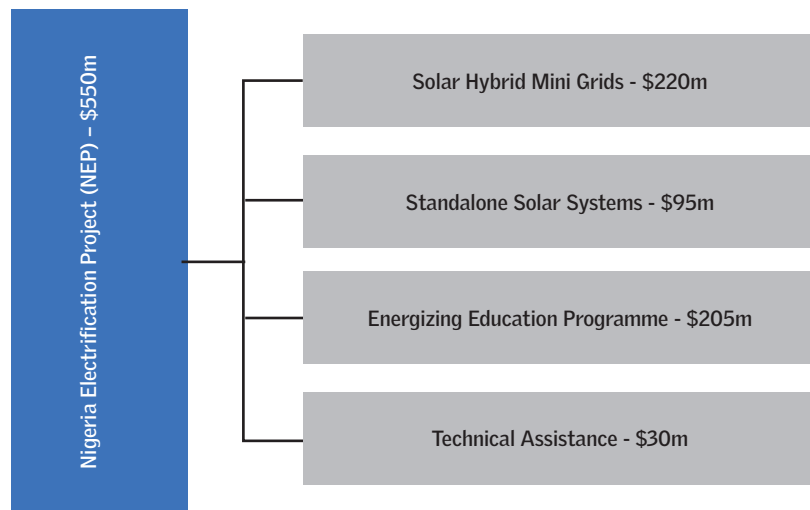 Nigeria Electrification Project (NEP) – $550m
Solar Hybrid Mini Grids - $220m
Standalone Solar Systems - $95m
Energizing Education Programme - $205m
Technical Assistance - $30m